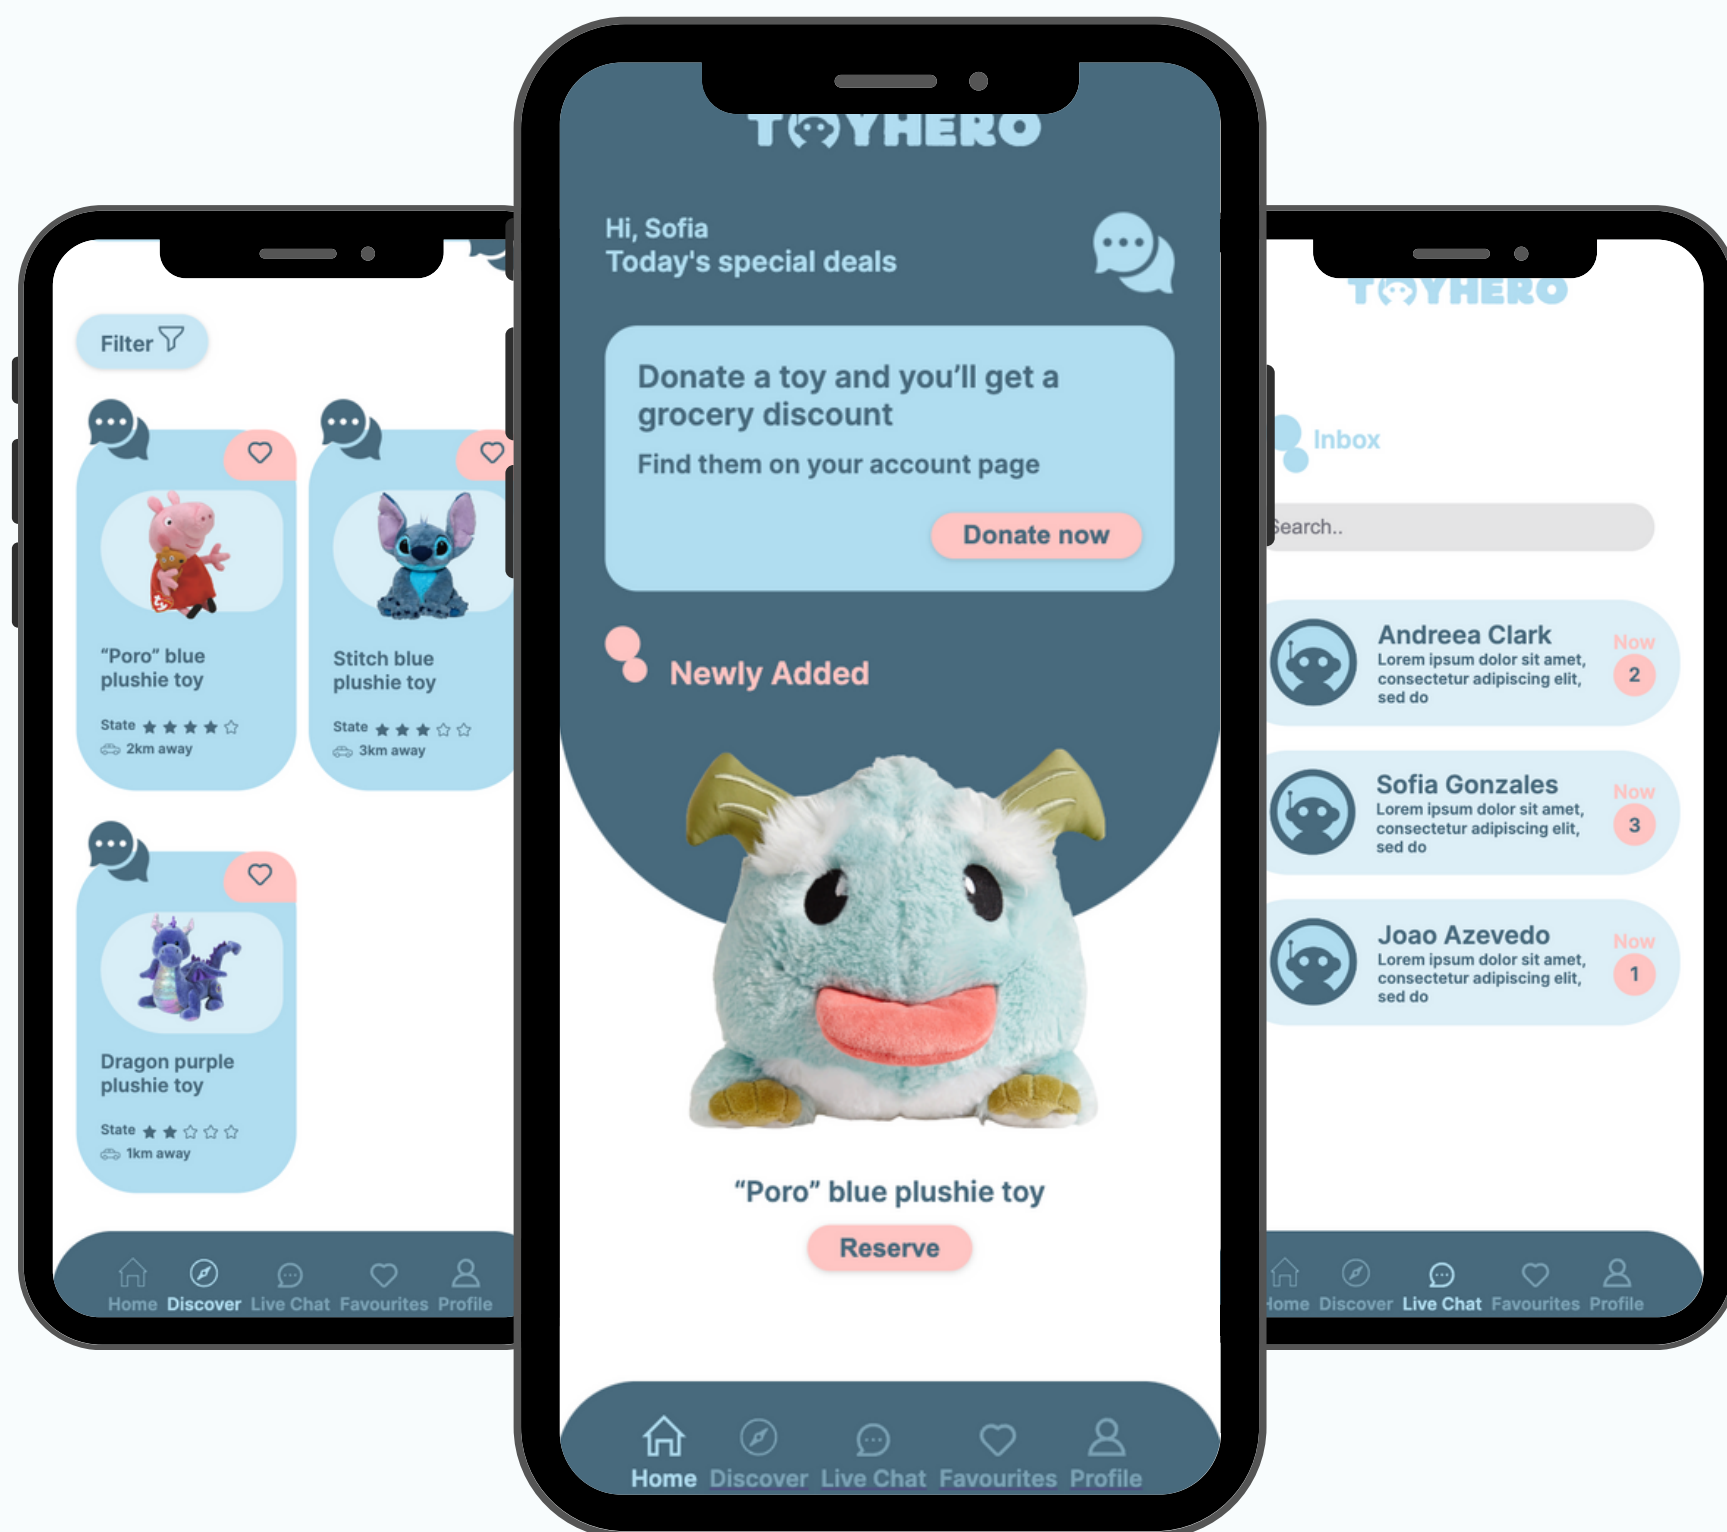 Filter
"Poro" blue
plushie toy
State
2km away
Stitch blue
plushie toy
State
3km away
Dragon purple
plushie toy
State
1km away
Home Discover Live Chat Favourites Profile
TOYHERO
Hi, Sofia
Today's special deals
Donate a toy and you'll get a
grocery discount
Find them on your account page
Donate now
Newly Added
“Poro” blue plushie toy
Reserve
Home Discover Live Chat Favourites Profile
TOYHERO
Inbox
Search..
Andreea Clark
Lorem ipsum dolor sit amet,
consectetur adipiscing elit,
sed do
Now
2
Sofia Gonzales
Lorem ipsum dolor sit amet,
consectetur adipiscing elit,
sed do
Now
3
Joao Azevedo
Lorem ipsum dolor sit amet,
consectetur adipiscing elit,
sed do
Now
1
Home Discover Live Chat Favourites Profile